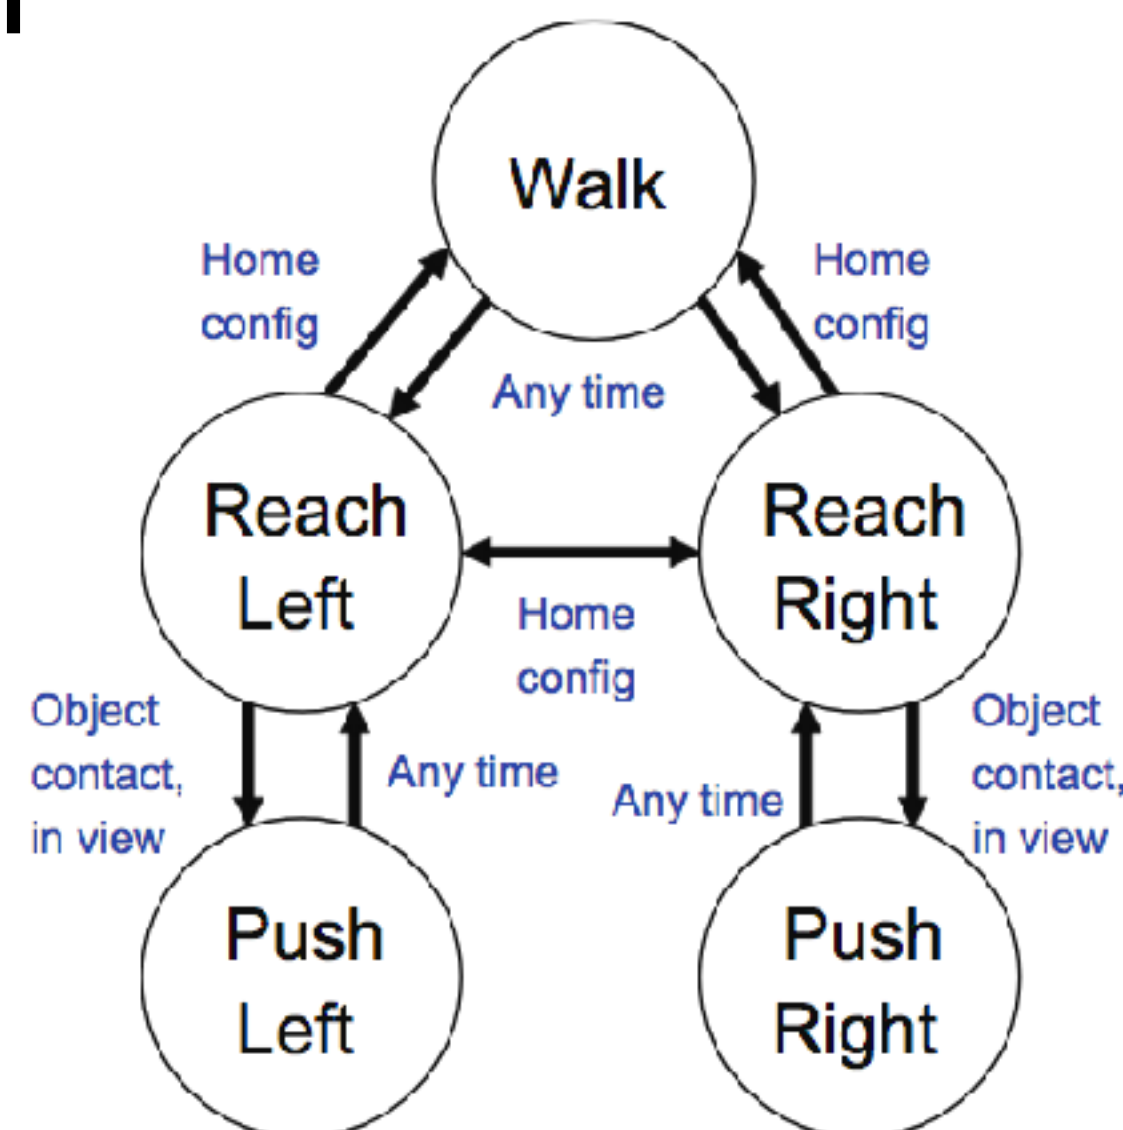 Walk
Home
config
Home
config
Any time
Reach
Left
Reach
Right
Home
config
Object
contact,
in view
Any time
Any time
Object
contact,
in view
Push
Left
Push
Right